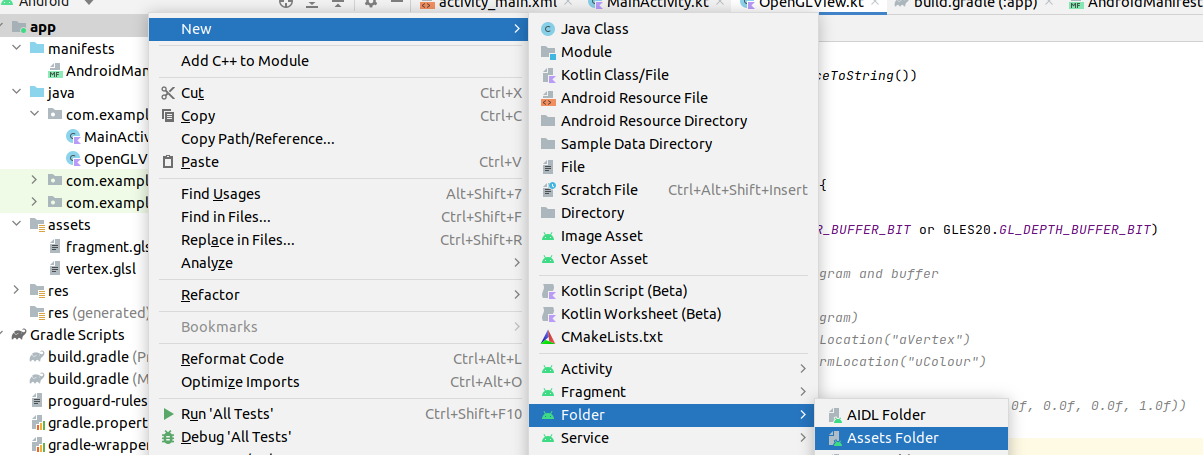 Android
activity_main.xml
MainActivity.kt
OpenGLView.kt
build.gradle (:app)
AndroidManifest
app
manifests
AndroidMan
java
com.exampl
MainActiv
OpenGLV
com.exampl
com.exampl
assets
fragment.gls
vertex.glsl
res
res (generated)
Gradle Scripts
build.gradle (Pr
build.gradle (M
proguard-rules
gradle.propert
gradle-wrapper
New
Add C++ to Module
Cut Ctrl+X
Copy Ctrl+C
Copy Path/Reference...
Paste Ctrl+V
Find Usages Alt+Shift+7
Find in Files... Ctrl+Shift+F
Replace in Files... Ctrl+Shift+R
Analyze
Refactor
Bookmarks
Reformat Code Ctrl+Alt+L
Optimize Imports Ctrl+Alt+O
Run 'All Tests' Ctrl+Shift+F10
Debug 'All Tests'
Java Class
Module
Kotlin Class/File
Android Resource File
Android Resource Directory
Sample Data Directory
File
Scratch File Ctrl+Alt+Shift+Insert
Directory
Image Asset
Vector Asset
Kotlin Script (Beta)
Kotlin Worksheet (Beta)
CMakeLists.txt
Activity
Fragment
Folder
Service
AIDL Folder
Assets Folder
ceToString())
{
R_BUFFER_BIT or GLES20.GL_DEPTH_BUFFER_BIT)
gram and buffer
gram)
Location("aVertex")
rmLocation("uColour")
0f, 0.0f, 0.0f, 1.0f))